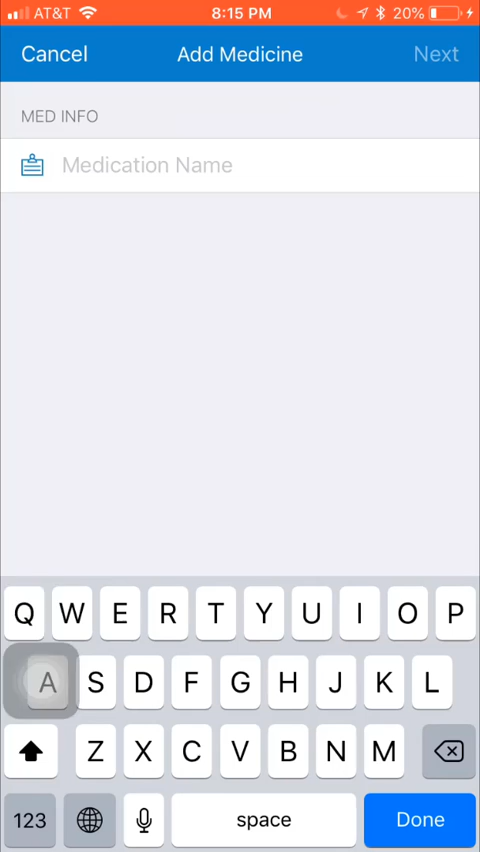 AT&T 8:15 PM 20%
Cancel Add Medicine Next
MED INFO
Medication Name
Q W E R T Y U I O P
A S D F G H J K L
Z X C V B N M
123 space Done